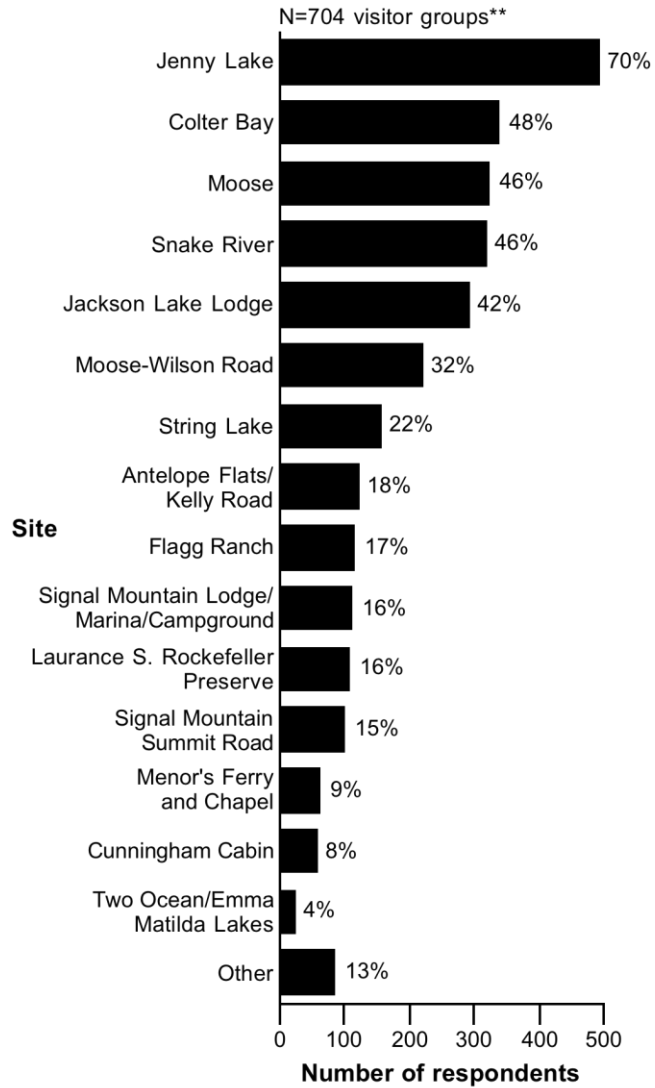 N=704 visitor groups**
Jenny Lake
70%
Colter Bay
48%
Moose
46%
Snake River
46%
Jackson Lake Lodge
42%
Moose-Wilson Road
32%
String Lake
22%
Antelope Flats/
Kelly Road
18%
Site
Flagg Ranch
17%
Signal Mountain Lodge/
Marina/Campground
16%
Laurance S. Rockefeller
Preserve
16%
Signal Mountain
Summit Road
15%
Menor's Ferry
and Chapel
9%
Cunningham Cabin
8%
Two Ocean/Emma
Matilda Lakes
4%
Other
13%
0 100 200 300 400 500
Number of respondents